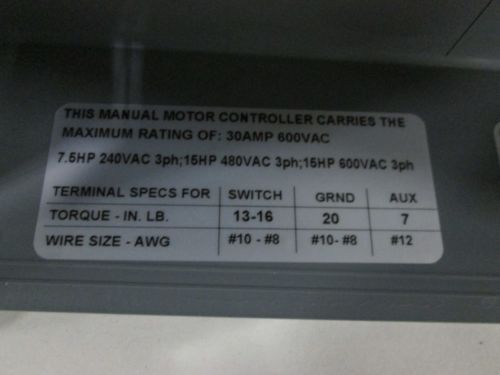 THIS MANUAL MOTOR CONTROLLER CARRIES THE
MAXIMUM RATING OF: 30AMP 600VAC
7.5HP 240VAC 3ph;15HP 480VAC 3ph;15HP 600VAC 3ph
TERMINAL SPECS FOR SWITCH GRND AUX
TORQUE - IN. LB. 13-16 20 7
WIRE SIZE - AWG #10 - #8 #10- #8 #12